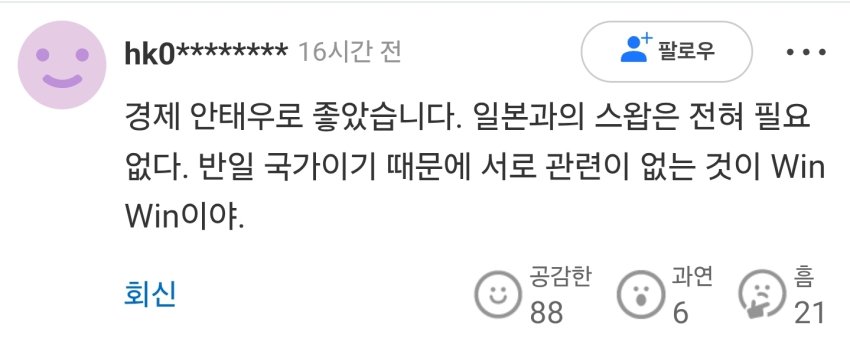 hk0******** 16시간 전
팔로우
경제 안태우로 좋았습니다. 일본과의 스왑은 전혀 필요
없다. 반일 국가이기 때문에 서로 관련이 없는 것이 Win
Win이야.
회신
공감한
88
과연
6
흠
21